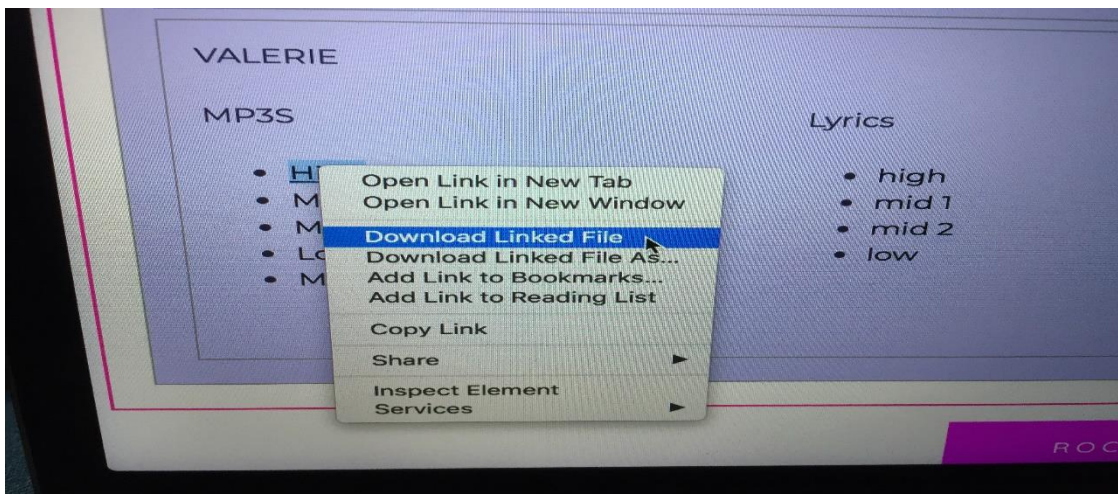 VALERIE
MP3S
Lyrics
H
M
M
Lo
M
Open Link in New Tab
Open Link in New Window
Download Linked File
Download Linked File As...
Add Link to Bookmarks...
Add Link to Reading List
Copy Link
Share
Inspect Element
Services
high
mid 1
mid 2
low
ROC